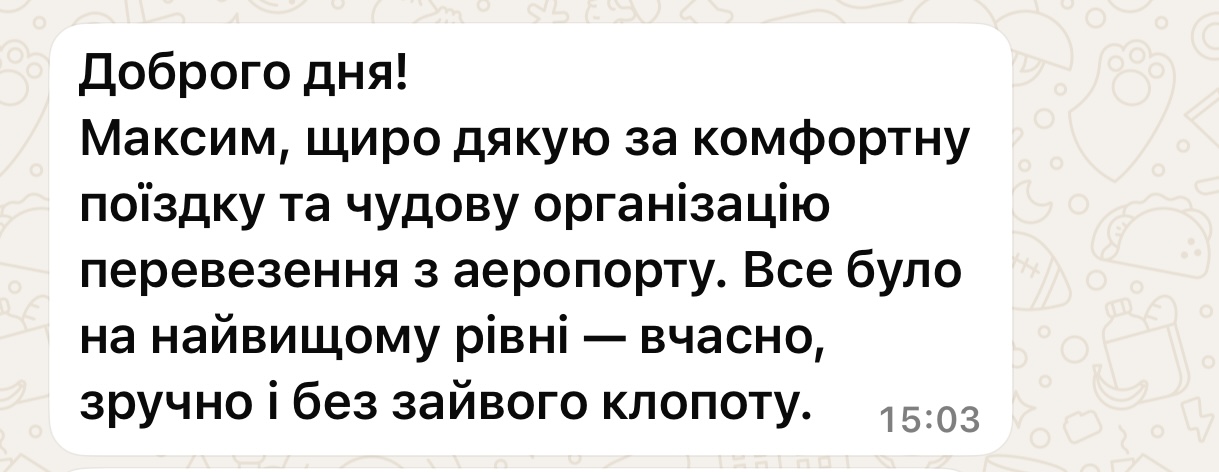 Доброго дня!
Максим, щиро дякую за комфортну
поїздку та чудову організацію
перевезення з аеропорту. Все було
на найвищому рівні — вчасно,
зручно і без зайвого клопоту.
15:03